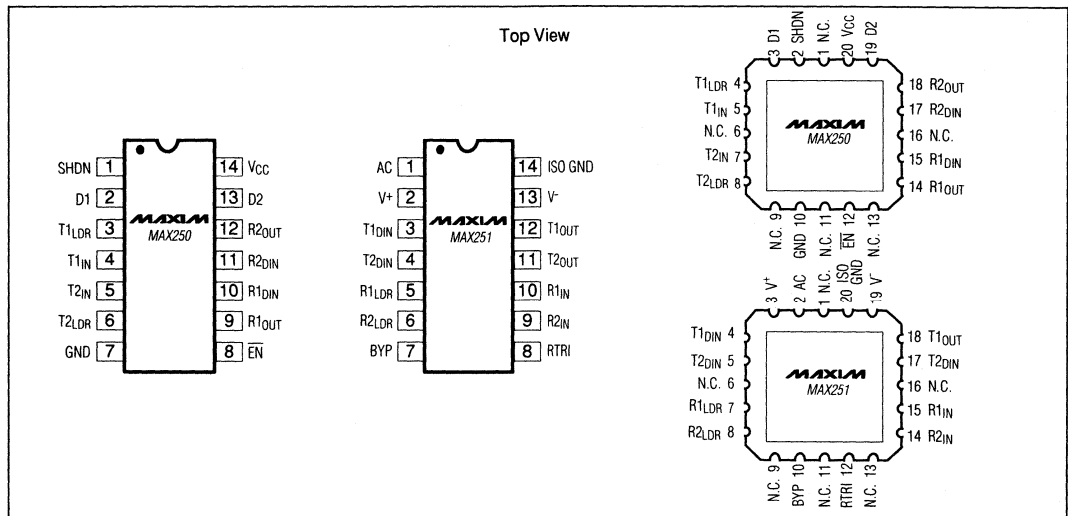 Top View
SHDN 1
D1 2
T1LDR 3
T1IN 4
T2IN 5
T2LDR 6
GND 7
14 VCC
13 D2
12 R2OUT
11 R2DIN
10 R1DIN
9 R1OUT
8 EN
MAXIM
MAX250
AC 1
V+ 2
T1DIN 3
T2DIN 4
R1LDR 5
R2LDR 6
BYP 7
14 ISO GND
13 V-
12 T1OUT
11 T2OUT
10 R1IN
9 R2IN
8 RTRI
MAXIM
MAX251
3 D1
2 SHDN
1 N.C.
20 VCC
19 D2
T1LDR 4
T1IN 5
N.C. 6
T2IN 7
T2LDR 8
18 R2OUT
17 R2DIN
16 N.C.
15 R1DIN
14 R1OUT
MAXIM
MAX250
N.C. 9
GND 10
N.C. 11
EN 12
N.C. 13
3 V+
2 AC
1 N.C.
20 ISO
GND
19 V-
T1DIN 4
T2DIN 5
N.C. 6
R1LDR 7
R2LDR 8
18 T1OUT
17 T2DIN
16 N.C.
15 R1IN
14 R2IN
MAXIM
MAX251
N.C. 9
BYP 10
N.C. 11
RTRI 12
N.C. 13